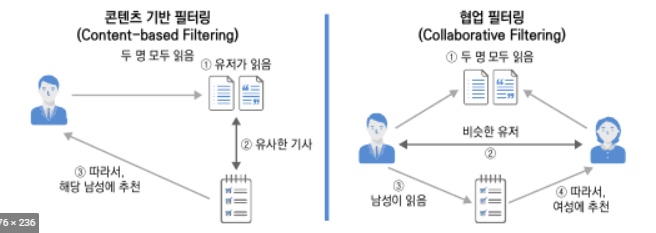 콘텐츠 기반 필터링
(Content-based Filtering)
두 명 모두 읽음
① 유저가 읽음
② 유사한 기사
③ 따라서,
해당 남성에 추천
협업 필터링
(Collaborative Filtering)
① 두 명 모두 읽음
비슷한 유저
②
③
남성이 읽음
④ 따라서,
여성에 추천
76 × 236